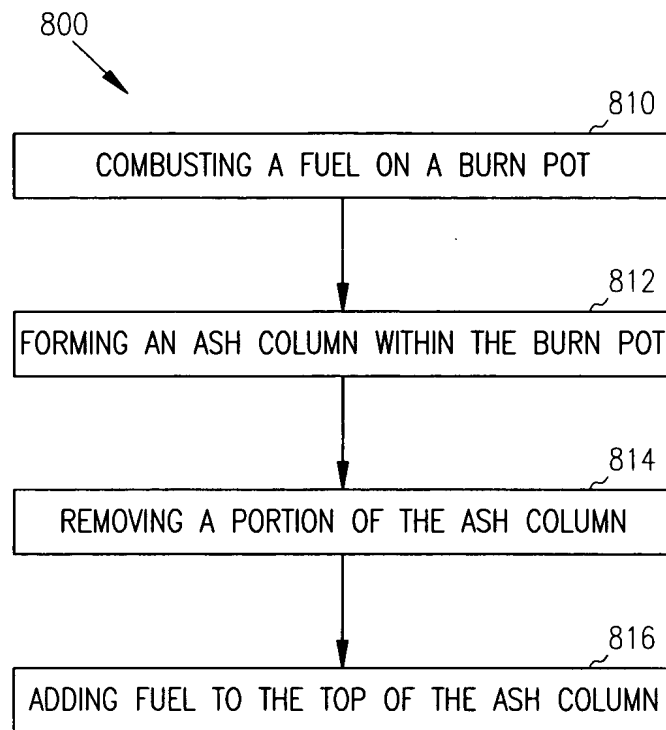 800
810
COMBUSTING A FUEL ON A BURN POT
812
FORMING AN ASH COLUMN WITHIN THE BURN POT
814
REMOVING A PORTION OF THE ASH COLUMN
816
ADDING FUEL TO THE TOP OF THE ASH COLUMN